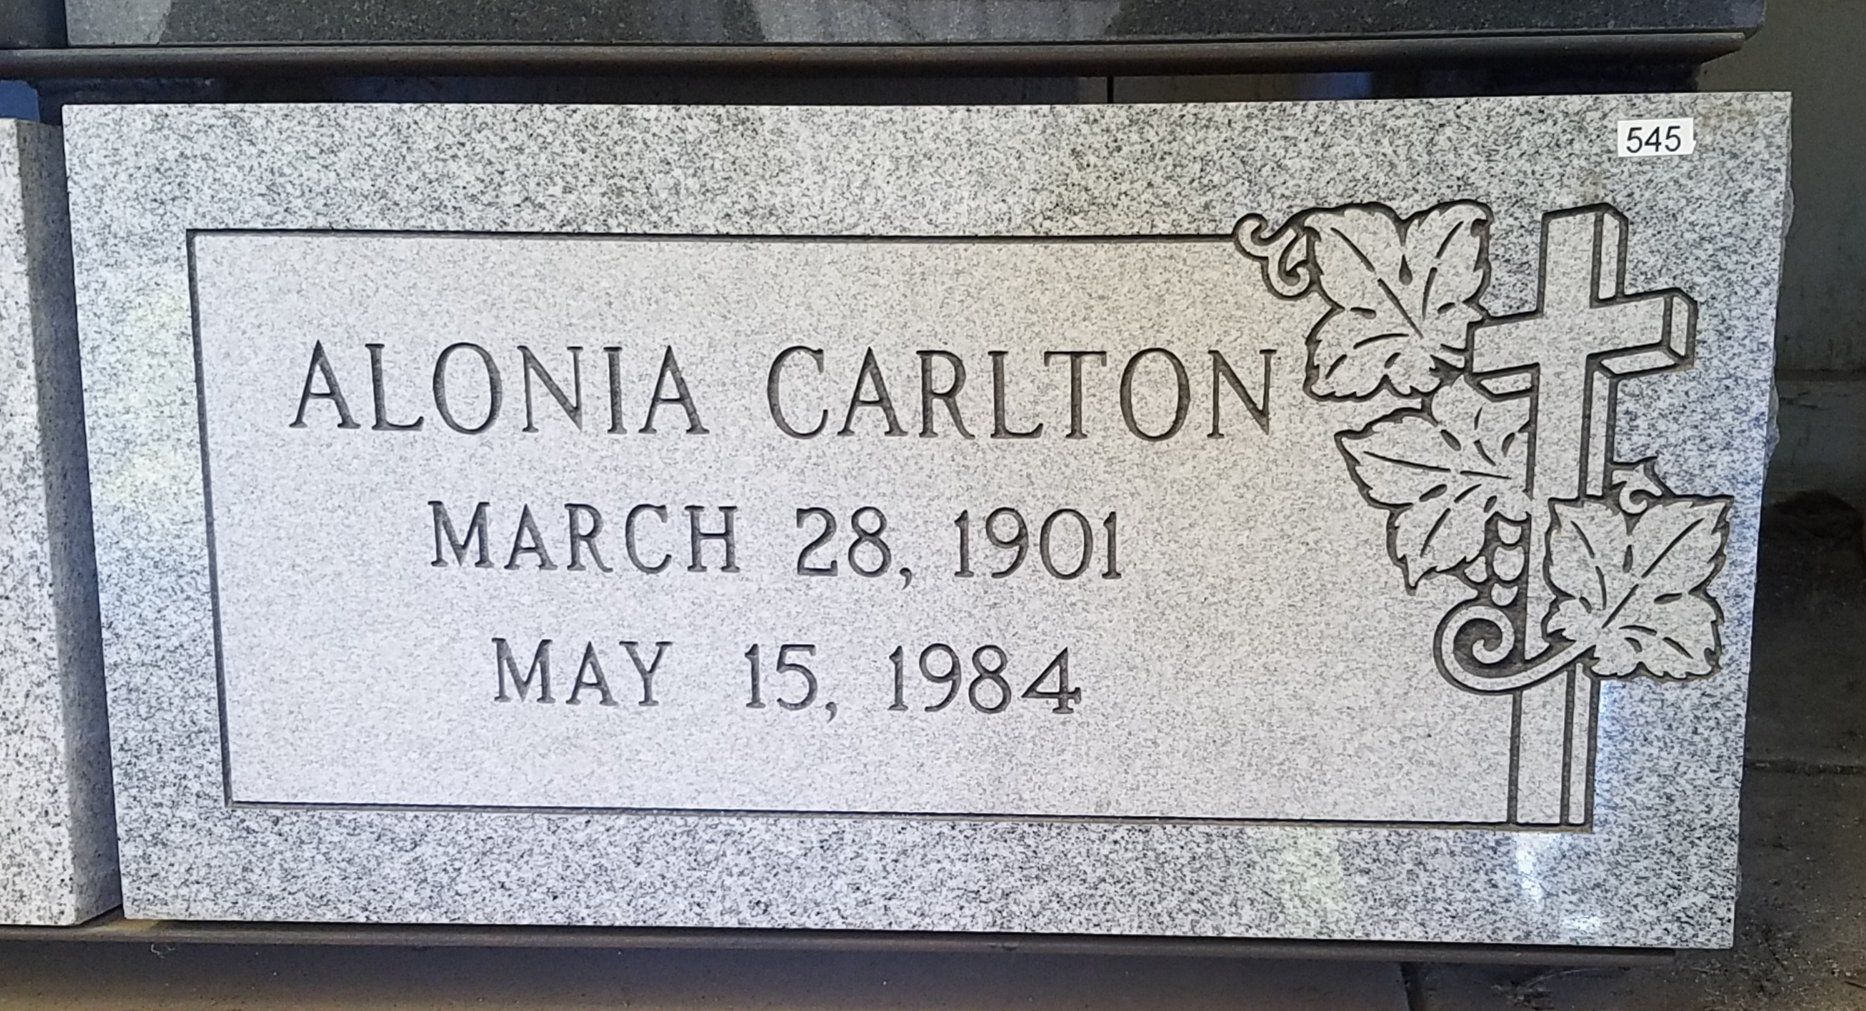 545
ALONIA CARLTON
MARCH 28, 1901
MAY 15, 1984